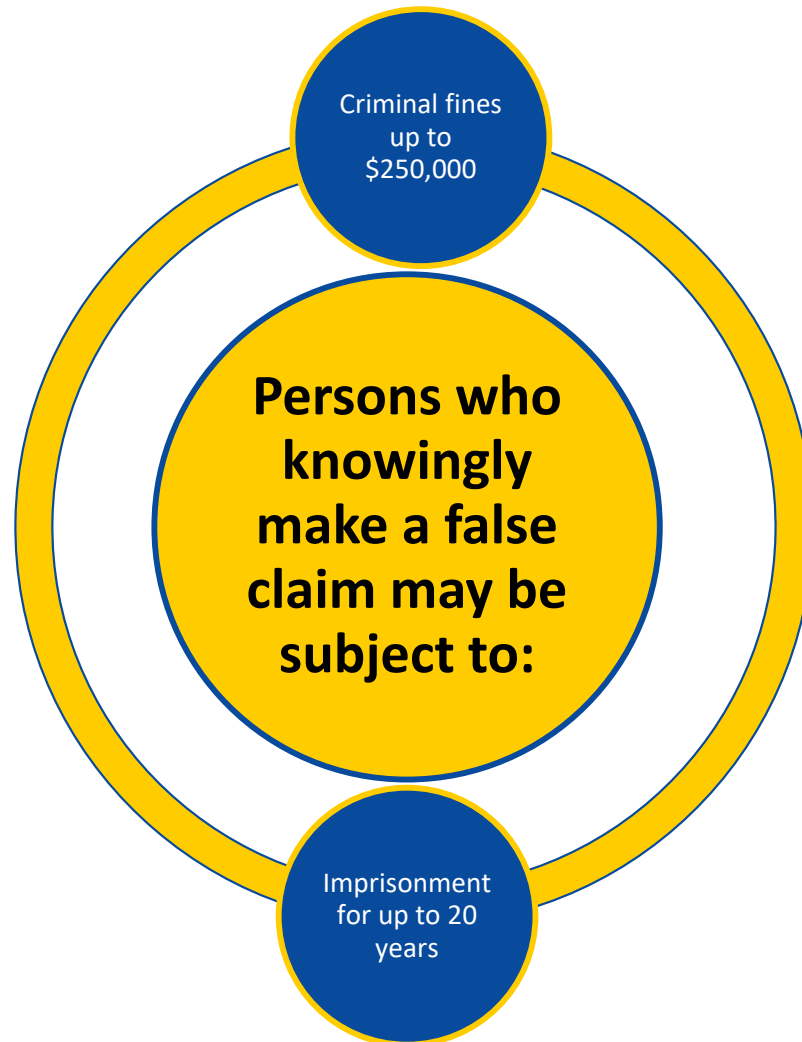 Criminal fines
up to
$250,000
Persons who
knowingly
make a false
claim may be
subject to:
Imprisonment
for up to 20
years